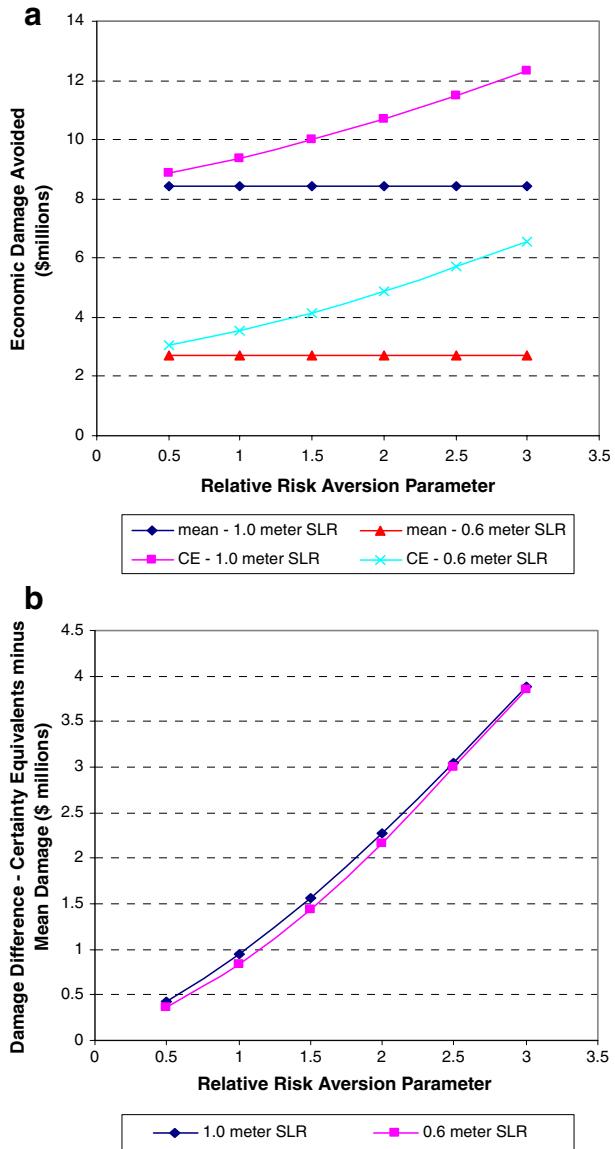 a
14
12
10
8
6
4
2
0
0 0.5 1 1.5 2 2.5 3 3.5
Economic Damage Avoided
($millions)
Relative Risk Aversion Parameter
mean - 1.0 meter SLR mean - 0.6 meter SLR
CE - 1.0 meter SLR CE - 0.6 meter SLR
b
4.5
4
3.5
3
2.5
2
1.5
1
0.5
0
0 0.5 1 1.5 2 2.5 3 3.5
Damage Difference - Certainty Equivalents minus
Mean Damage ($ millions)
Relative Risk Aversion Parameter
1.0 meter SLR 0.6 meter SLR